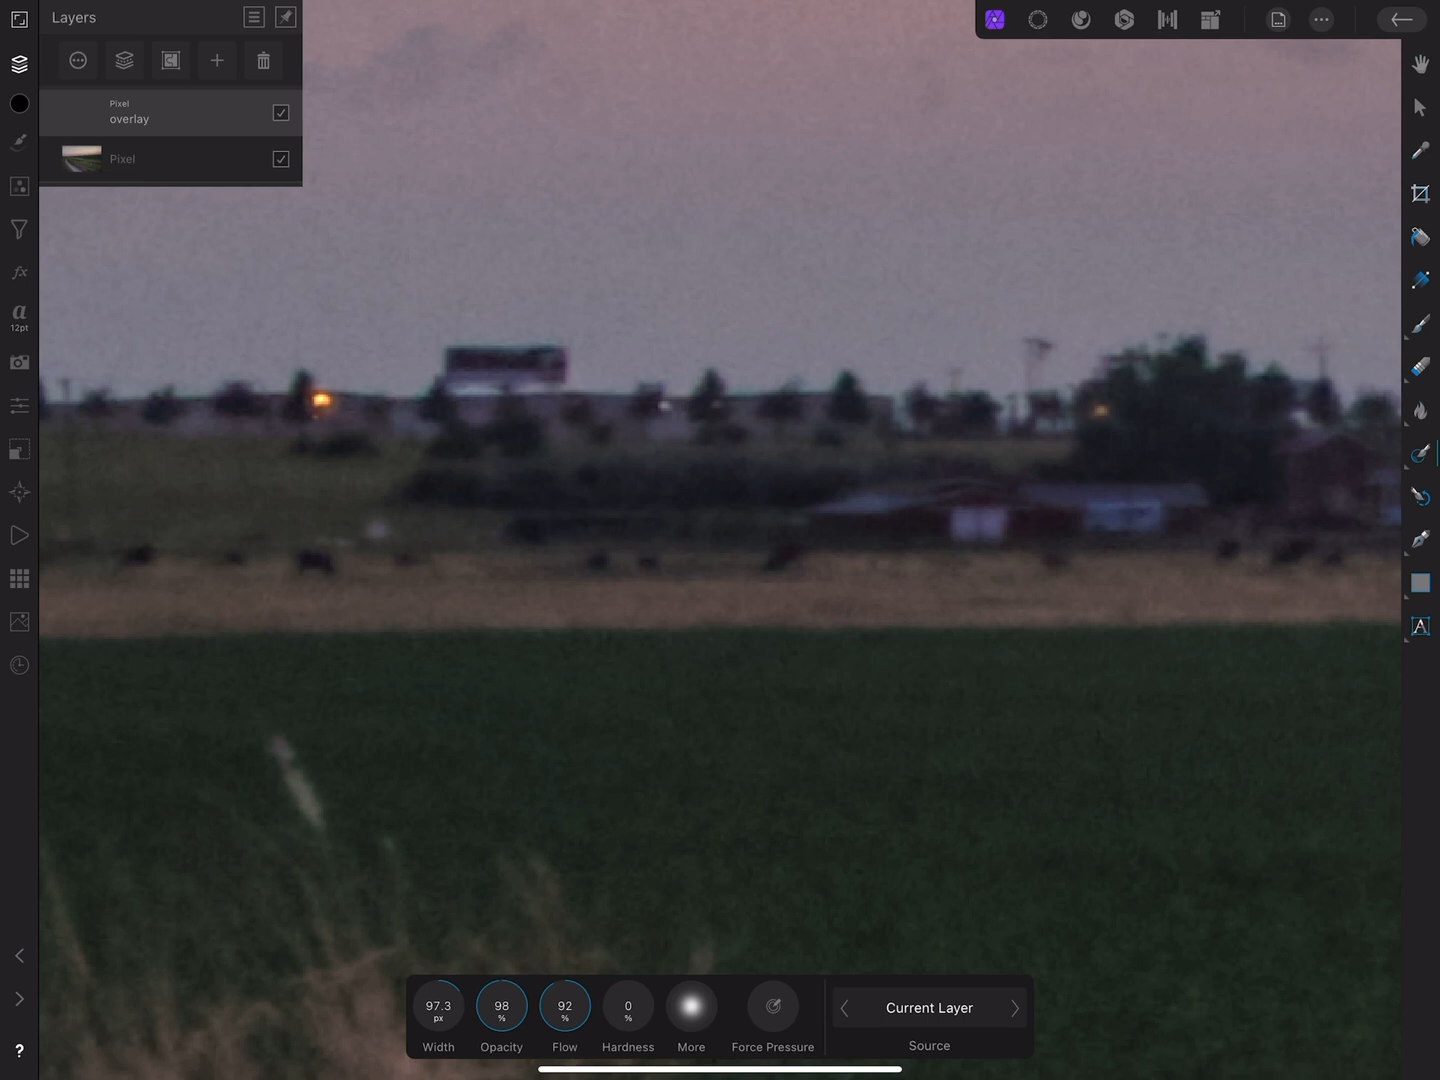 Layers
Pixel
overlay
Pixel
a
12pt
fx
A
?
97.3
px
98
%
92
%
0
%
Width
Opacity
Flow
Hardness
More
Force Pressure
Current Layer
Source